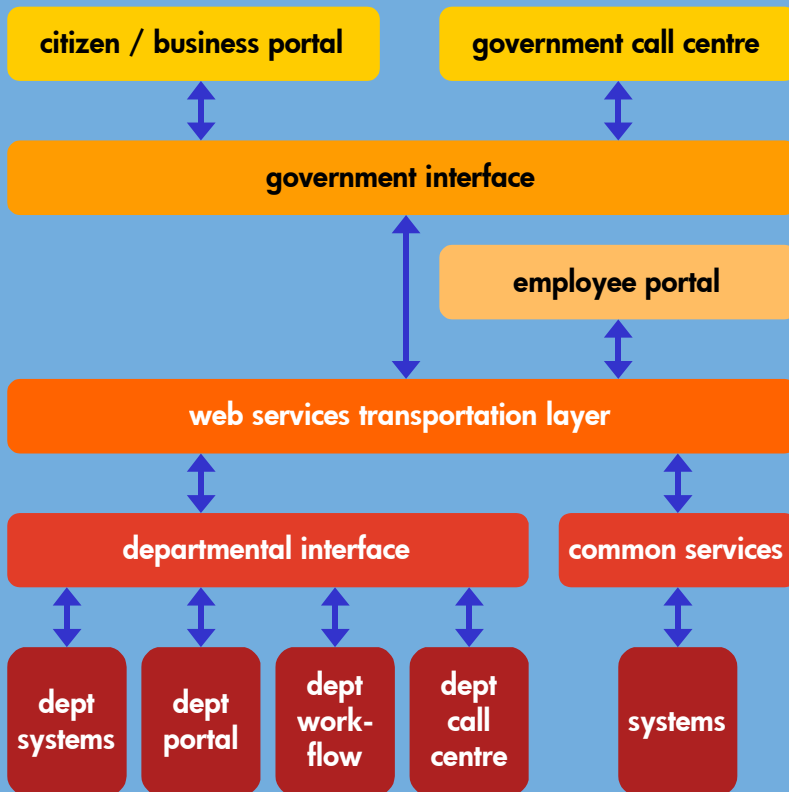 citizen / business portal
government call centre
government interface
employee portal
web services transportation layer
departmental interface
common services
dept
systems
dept
portal
dept
work-
flow
dept
call
centre
systems